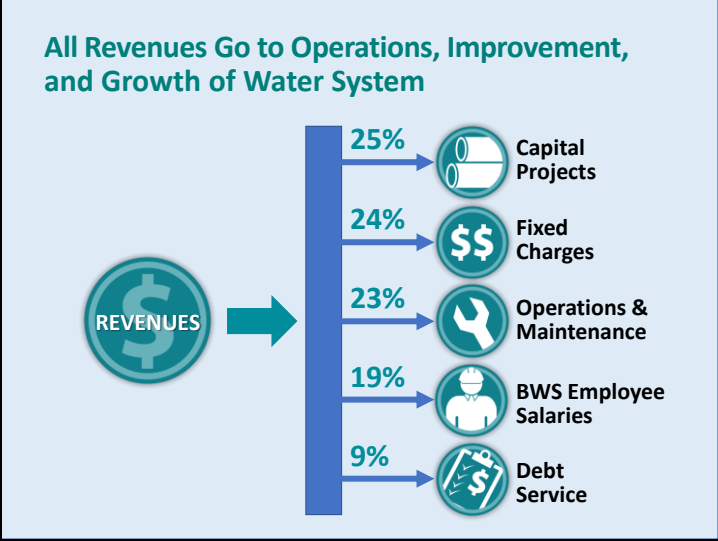 All Revenues Go to Operations, Improvement,
and Growth of Water System
REVENUES
25%
Capital
Projects
24%
$$
Fixed
Charges
23%
Operations &
Maintenance
19%
BWS Employee
Salaries
9%
$
Debt
Service